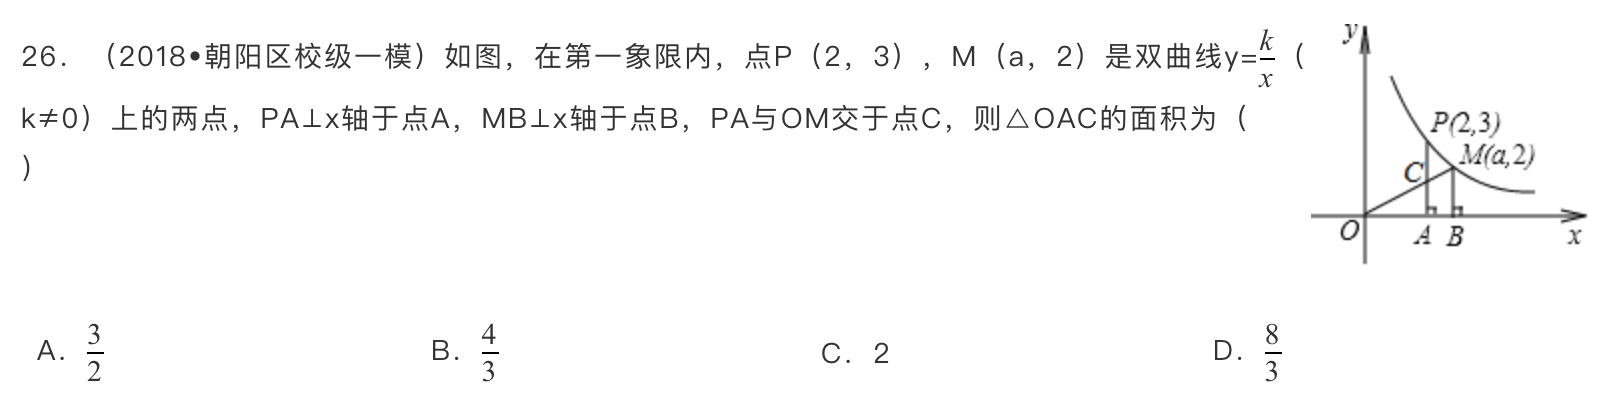 26. （2018•朝阳区校级一模）如图，在第一象限内，点P（2，3），M（a，2）是双曲线y=k/x（
k≠0）上的两点，PA⊥x轴于点A，MB⊥x轴于点B，PA与OM交于点C，则△OAC的面积为（
）
y
P(2,3)
M(a,2)
C
O A B x
A. 3/2 B. 4/3 C. 2 D. 8/3